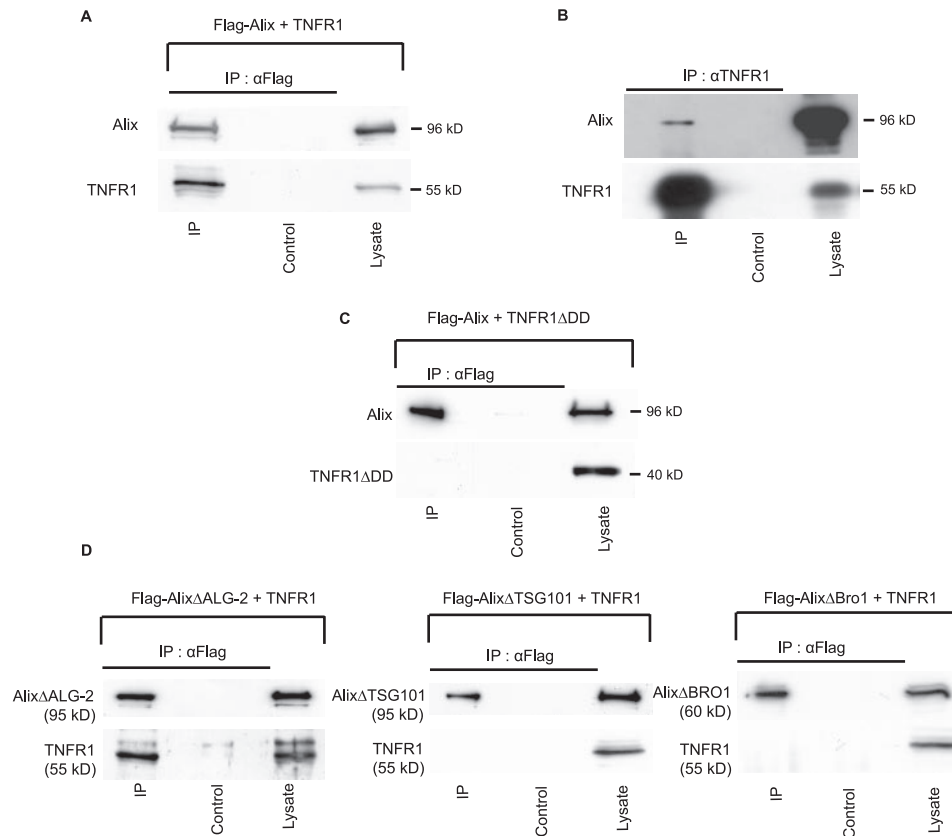 A
Flag-Alix + TNFR1
IP : αFlag
Alix
96 kD
TNFR1
55 kD
IP
Control
Lysate
B
IP : αTNFR1
Alix
96 kD
TNFR1
55 kD
IP
Control
Lysate
C
Flag-Alix + TNFR1ΔDD
IP : αFlag
Alix
96 kD
TNFR1ΔDD
40 kD
IP
Control
Lysate
D
Flag-AlixΔALG-2 + TNFR1
IP : αFlag
AlixΔALG-2
(95 kD)
TNFR1
(55 kD)
IP
Control
Lysate
Flag-AlixΔTSG101 + TNFR1
IP : αFlag
AlixΔTSG101
(95 kD)
TNFR1
(55 kD)
IP
Control
Lysate
Flag-AlixΔBro1 + TNFR1
IP : αFlag
AlixΔBRO1
(60 kD)
TNFR1
(55 kD)
IP
Control
Lysate